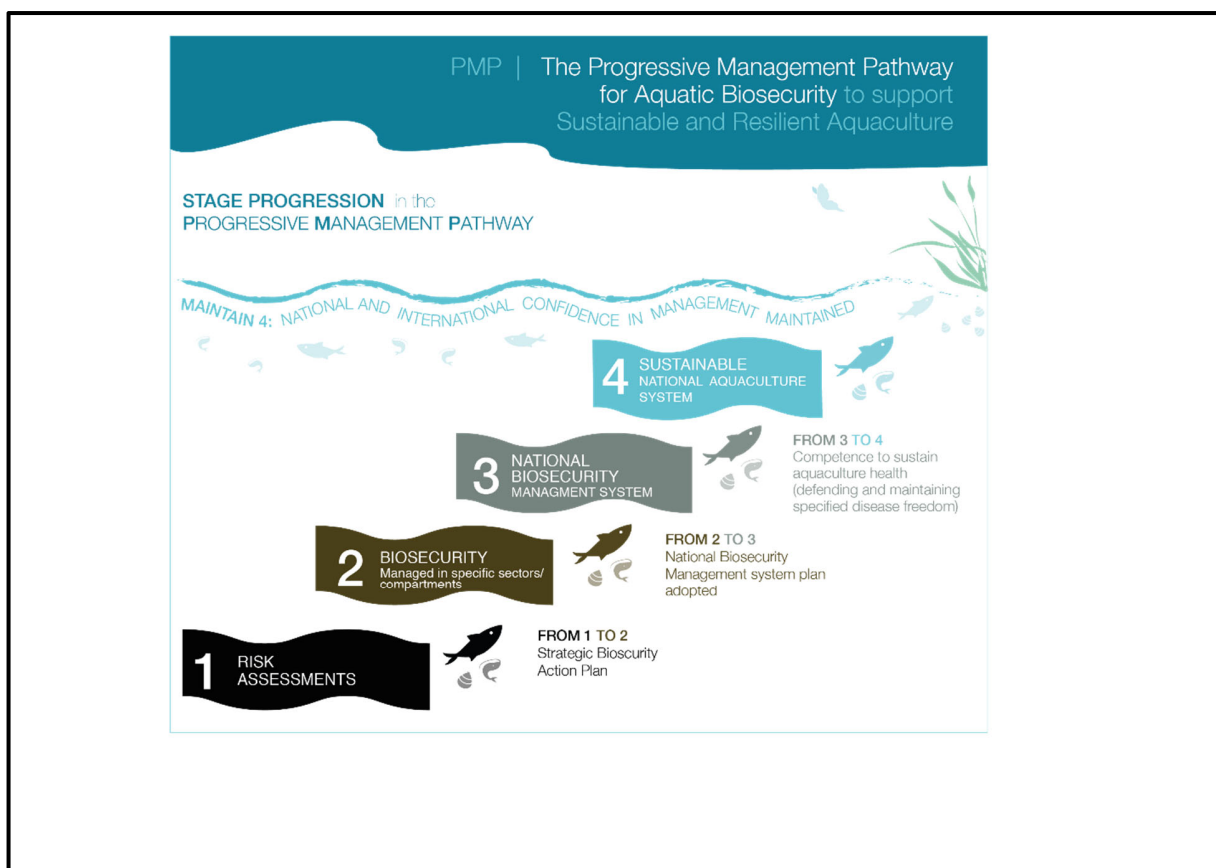 PMP | The Progressive Management Pathway
for Aquatic Biosecurity to support
Sustainable and Resilient Aquaculture
STAGE PROGRESSION in the
PROGRESSIVE MANAGEMENT PATHWAY
MAINTAIN 4: NATIONAL AND INTERNATIONAL CONFIDENCE IN MANAGEMENT MAINTAINED
4 SUSTAINABLE
NATIONAL AQUACULTURE
SYSTEM
FROM 3 TO 4
Competence to sustain
aquaculture health
(defending and maintaining
specified disease freedom)
3 NATIONAL
BIOSECURITY
MANAGMENT SYSTEM
FROM 2 TO 3
National Biosecurity
Management system plan
adopted
2 BIOSECURITY
Managed in specific sectors/
compartments
FROM 1 TO 2
Strategic Bioscurity
Action Plan
1 RISK
ASSESSMENTS